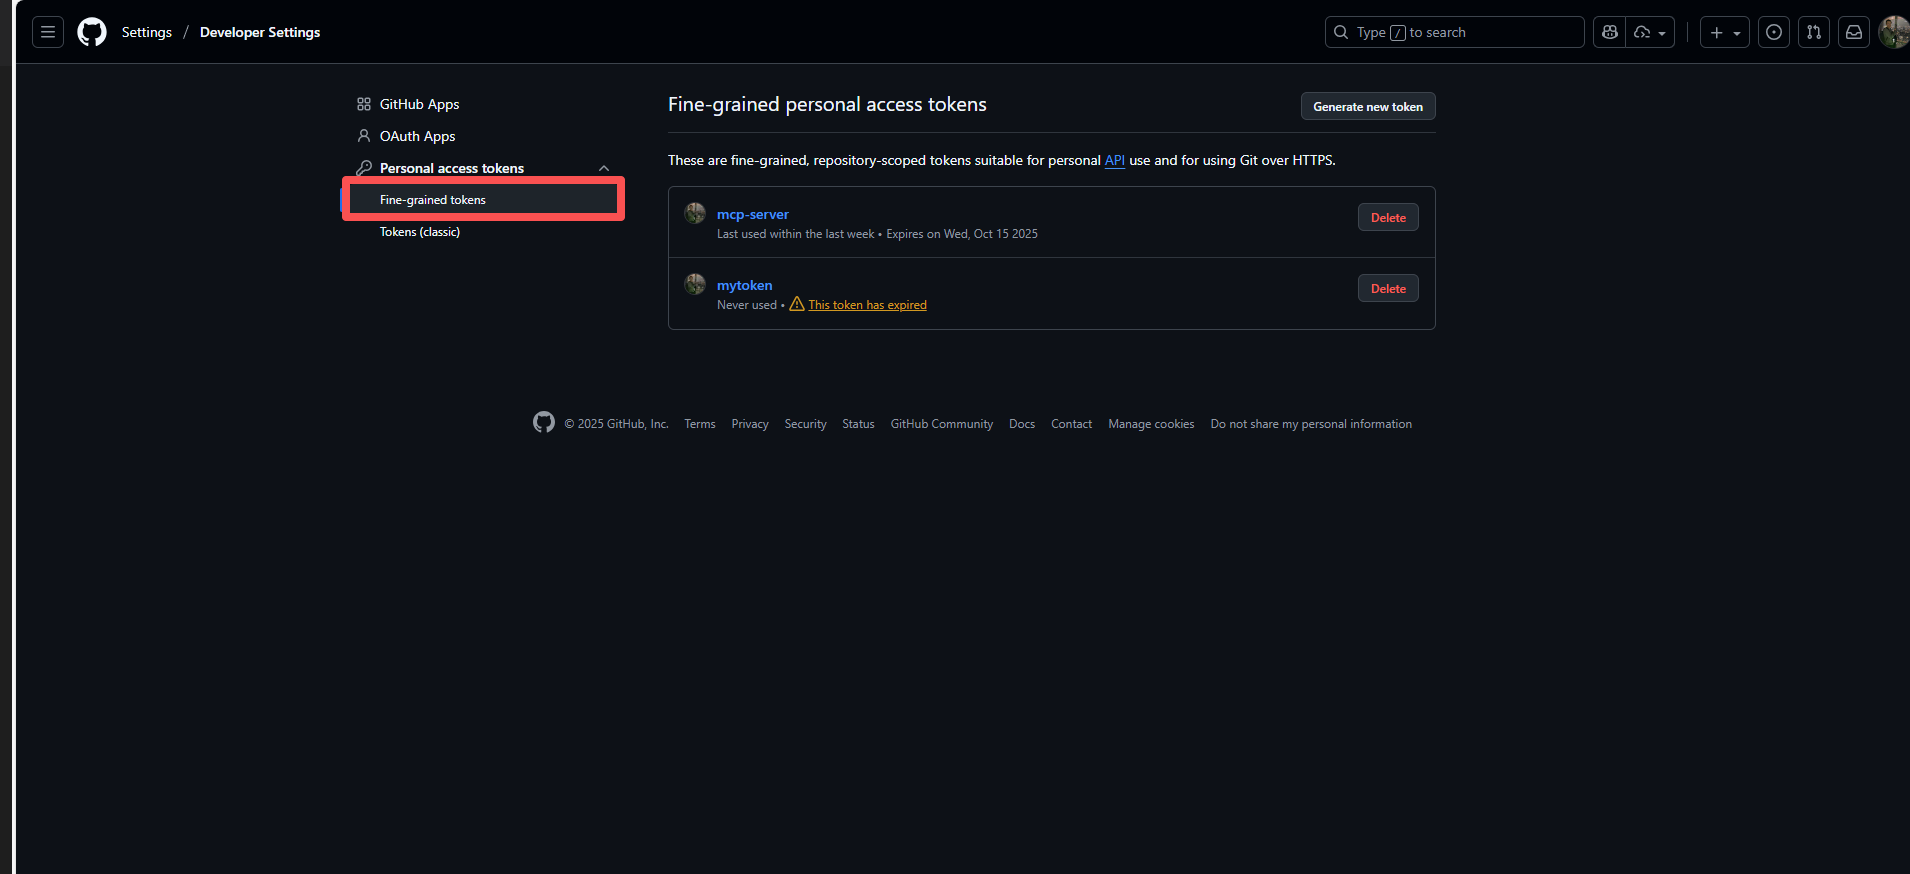 Settings / Developer Settings
Type / to search
GitHub Apps
OAuth Apps
Personal access tokens
Fine-grained tokens
Tokens (classic)
Fine-grained personal access tokens
Generate new token
These are fine-grained, repository-scoped tokens suitable for personal API use and for using Git over HTTPS.
mcp-server
Last used within the last week • Expires on Wed, Oct 15 2025
Delete
mytoken
Never used • This token has expired
Delete
© 2025 GitHub, Inc. Terms Privacy Security Status GitHub Community Docs Contact Manage cookies Do not share my personal information